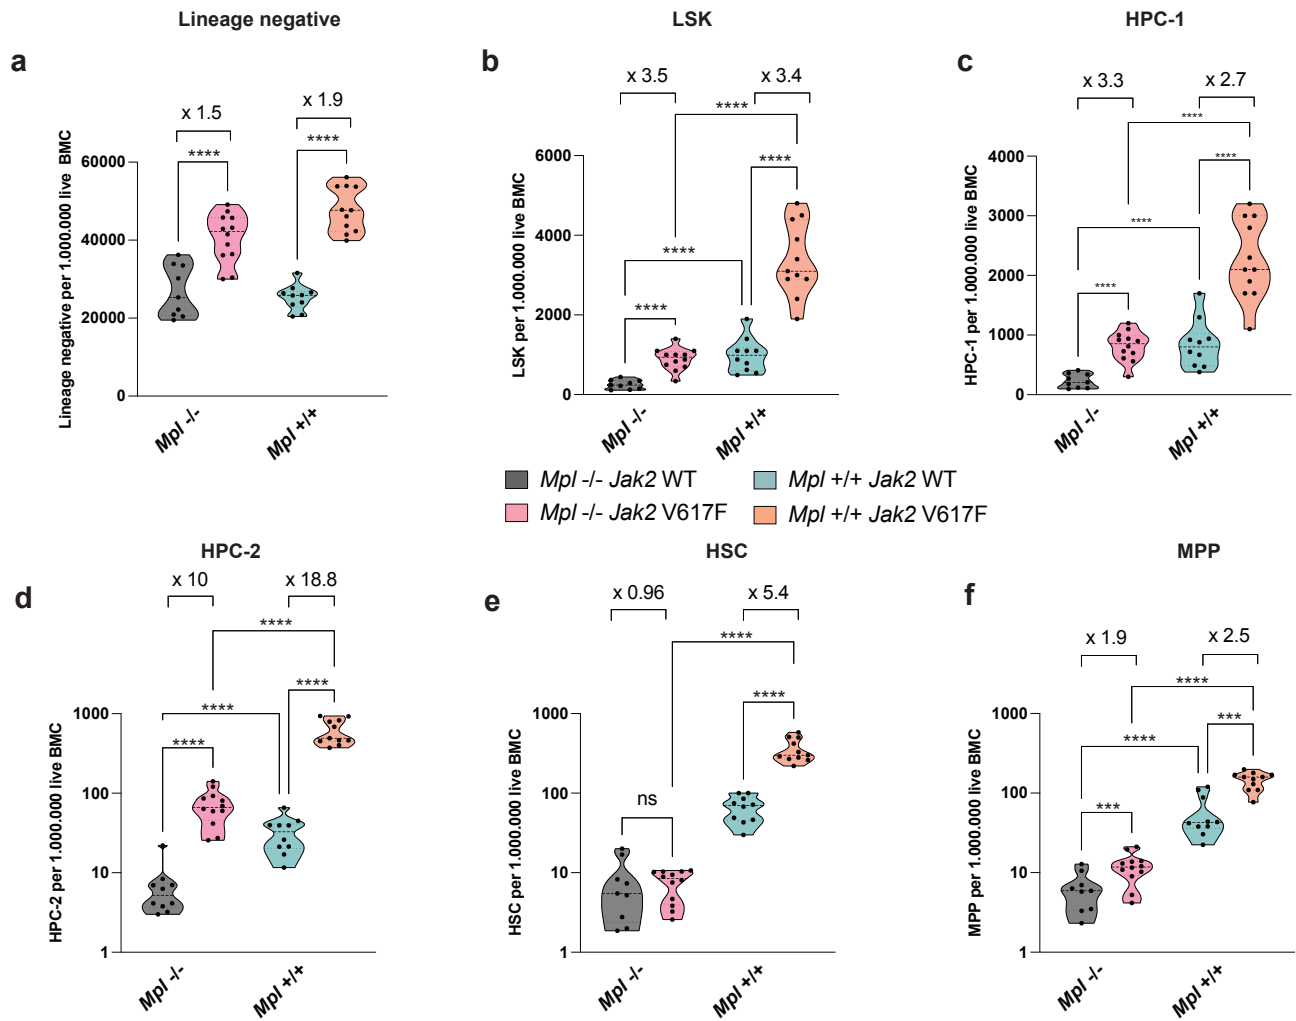 Lineage negative
LSK
HPC-1
a
b
c
x 1.5
x 1.9
****
****
Lineage negative per 1.000.000 live BMC
60000
40000
20000
0
Mpl -/-
Mpl +/+
x 3.5
x 3.4
****
****
****
****
LSK per 1.000.000 live BMC
6000
4000
2000
0
Mpl -/-
Mpl +/+
x 3.3
x 2.7
****
****
****
****
HPC-1 per 1.000.000 live BMC
4000
3000
2000
1000
0
Mpl -/-
Mpl +/+
Mpl -/- Jak2 WT
Mpl +/+ Jak2 WT
Mpl -/- Jak2 V617F
Mpl +/+ Jak2 V617F
HPC-2
HSC
MPP
d
e
f
x 10
x 18.8
****
****
****
****
HPC-2 per 1.000.000 live BMC
1000
100
10
1
Mpl -/-
Mpl +/+
x 0.96
x 5.4
****
****
ns
HSC per 1.000.000 live BMC
1000
100
10
1
Mpl -/-
Mpl +/+
x 1.9
x 2.5
****
***
****
***
MPP per 1.000.000 live BMC
1000
100
10
1
Mpl -/-
Mpl +/+